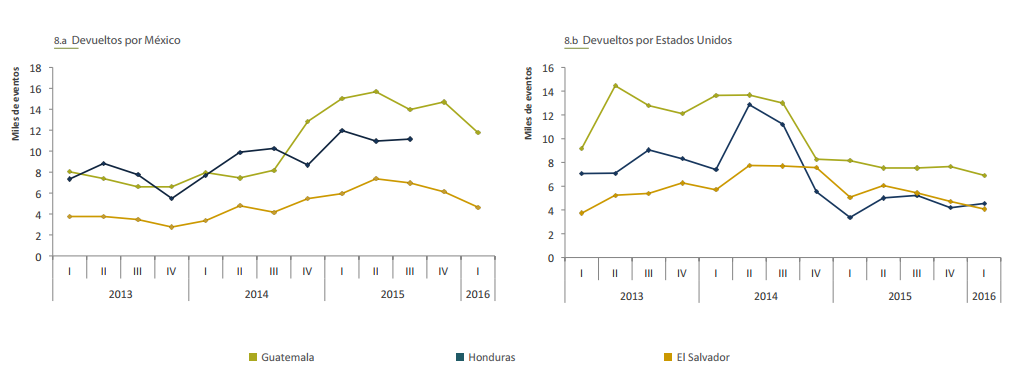 8.a Devueltos por México
Miles de eventos
18
16
14
12
10
8
6
4
2
0
I II III IV I II III IV I II III IV I
2013 2014 2015 2016
8.b Devueltos por Estados Unidos
Miles de eventos
16
14
12
10
8
6
4
2
0
I II III IV I II III IV I II III IV I
2013 2014 2015 2016
Guatemala Honduras El Salvador